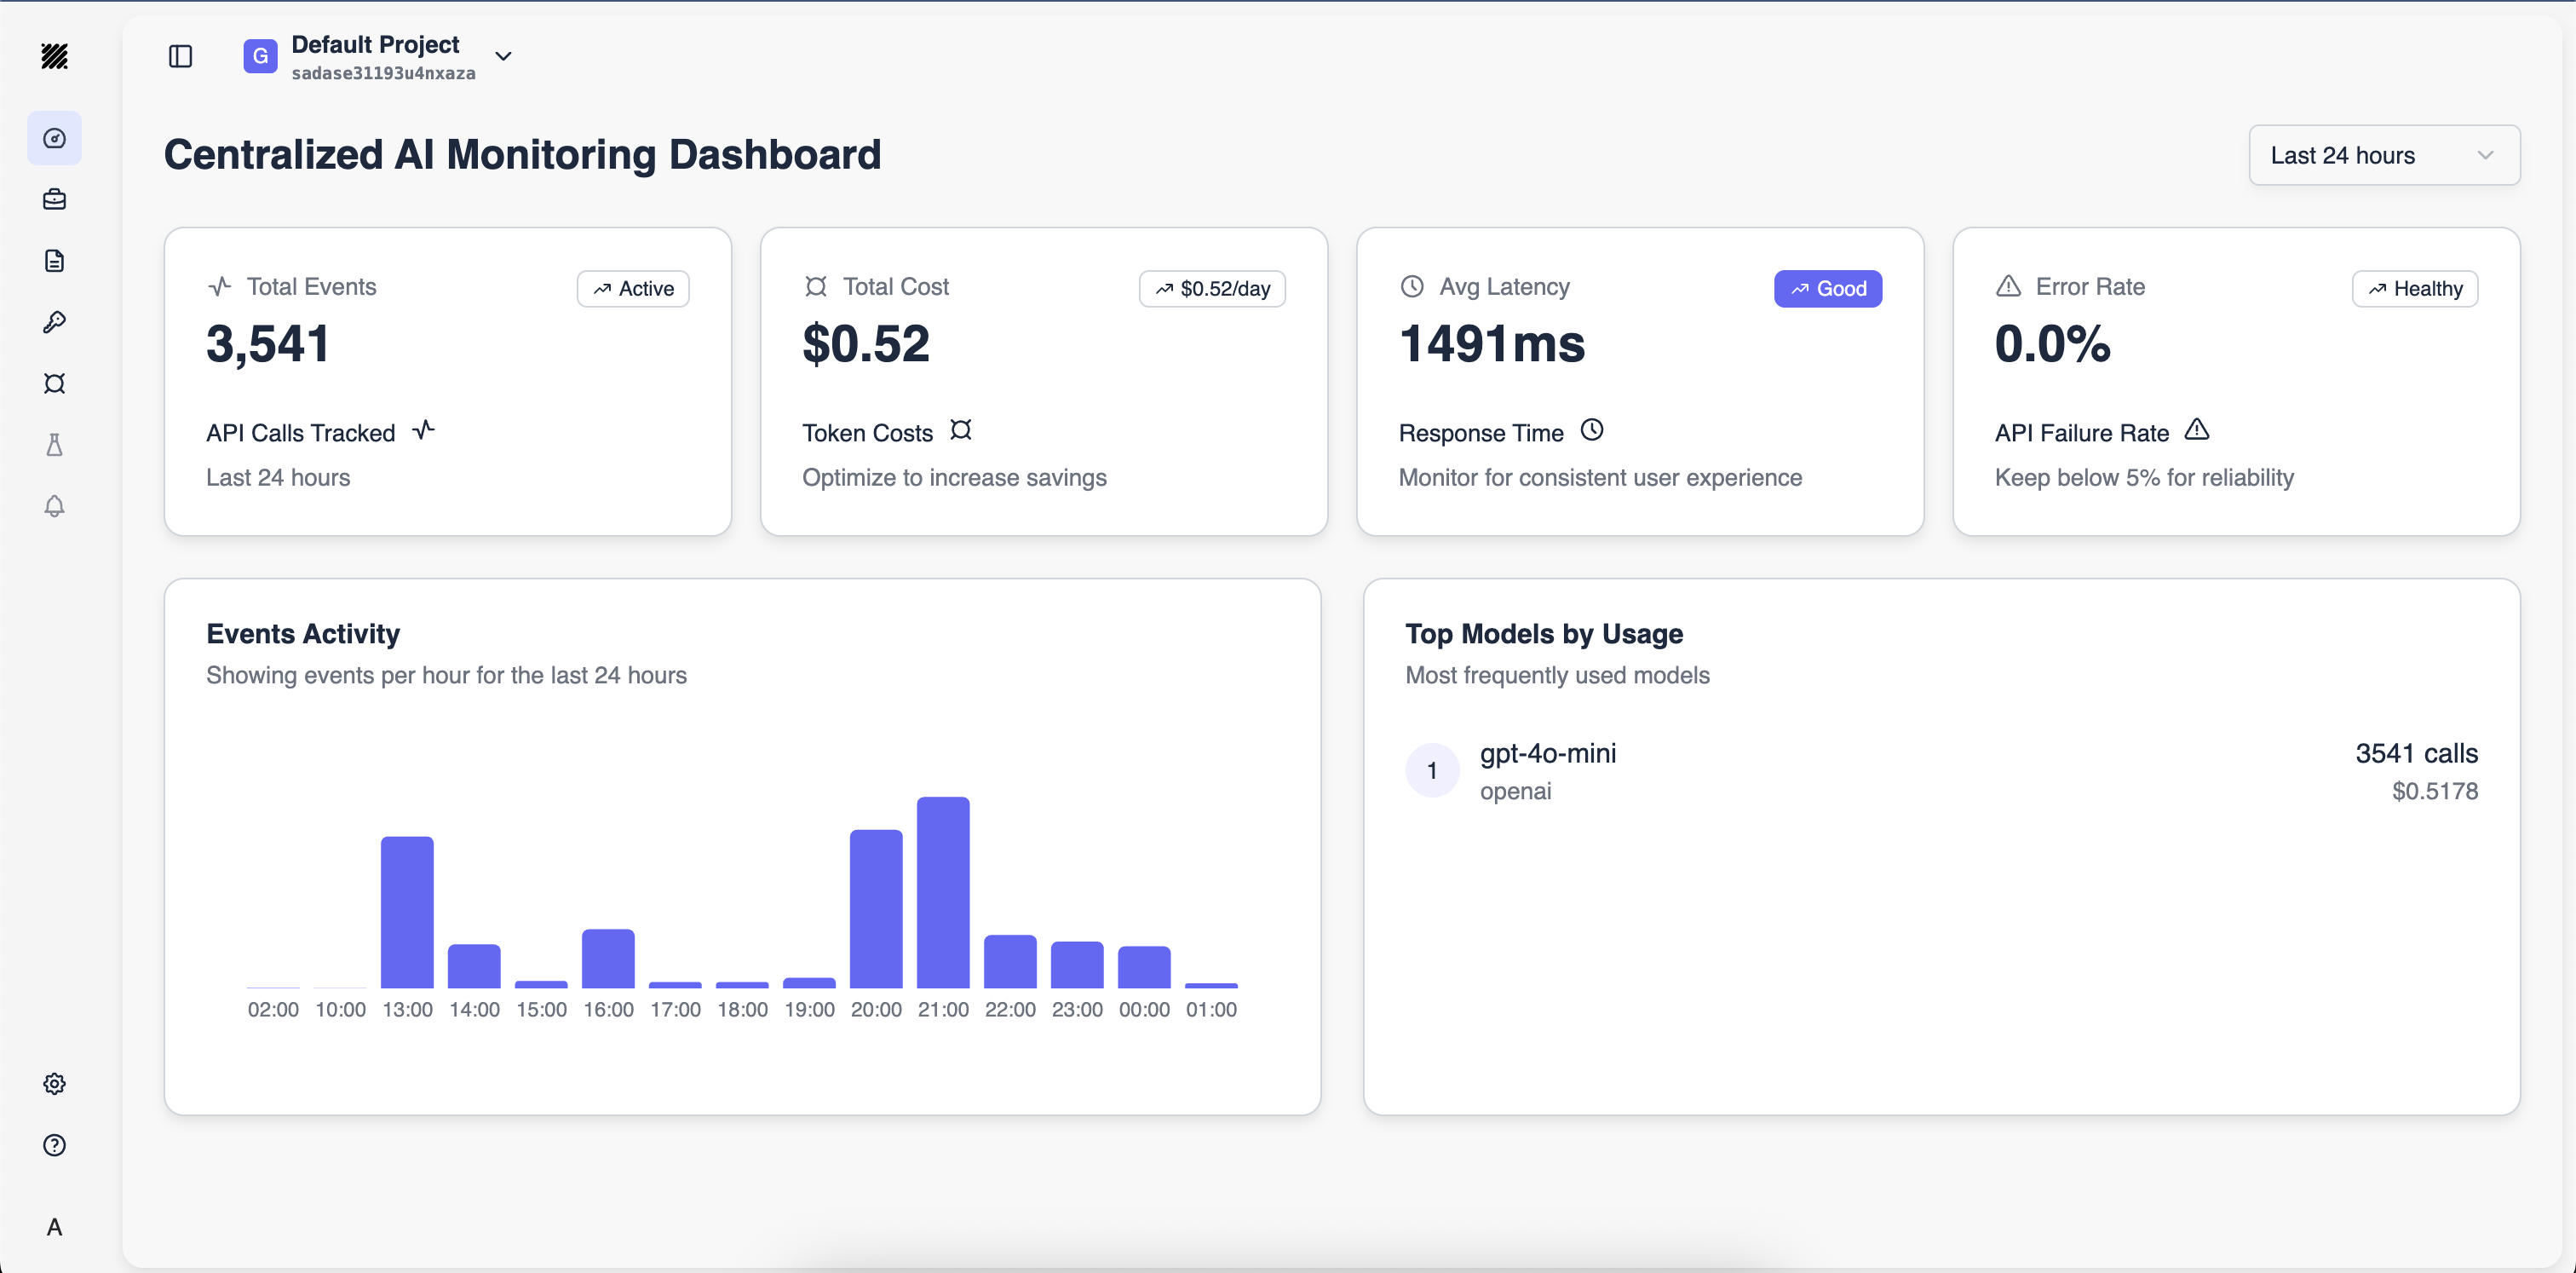 G
Default Project
sadase31193u4nxaza
Centralized AI Monitoring Dashboard
Last 24 hours
Total Events
Active
3,541
API Calls Tracked
Last 24 hours
Total Cost
$0.52/day
$0.52
Token Costs
Optimize to increase savings
Avg Latency
Good
1491ms
Response Time
Monitor for consistent user experience
Error Rate
Healthy
0.0%
API Failure Rate
Keep below 5% for reliability
Events Activity
Showing events per hour for the last 24 hours
02:00 10:00 13:00 14:00 15:00 16:00 17:00 18:00 19:00 20:00 21:00 22:00 23:00 00:00 01:00
Top Models by Usage
Most frequently used models
1
gpt-4o-mini
openai
3541 calls
$0.5178
A